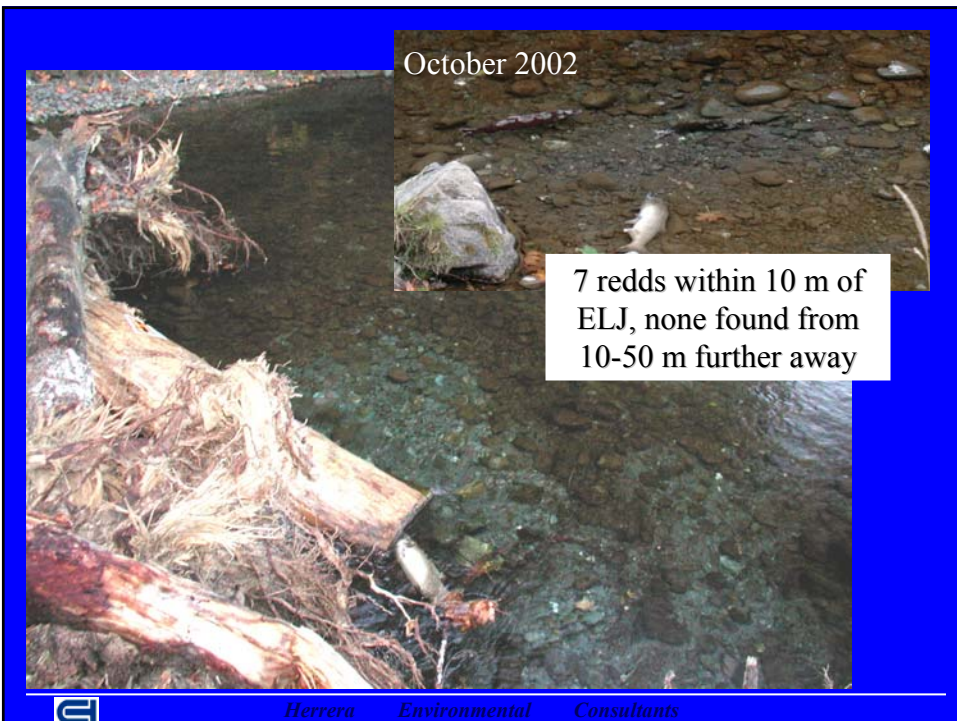 October 2002
7 redds within 10 m of
ELJ, none found from
10-50 m further away
Herrera Environmental Consultants